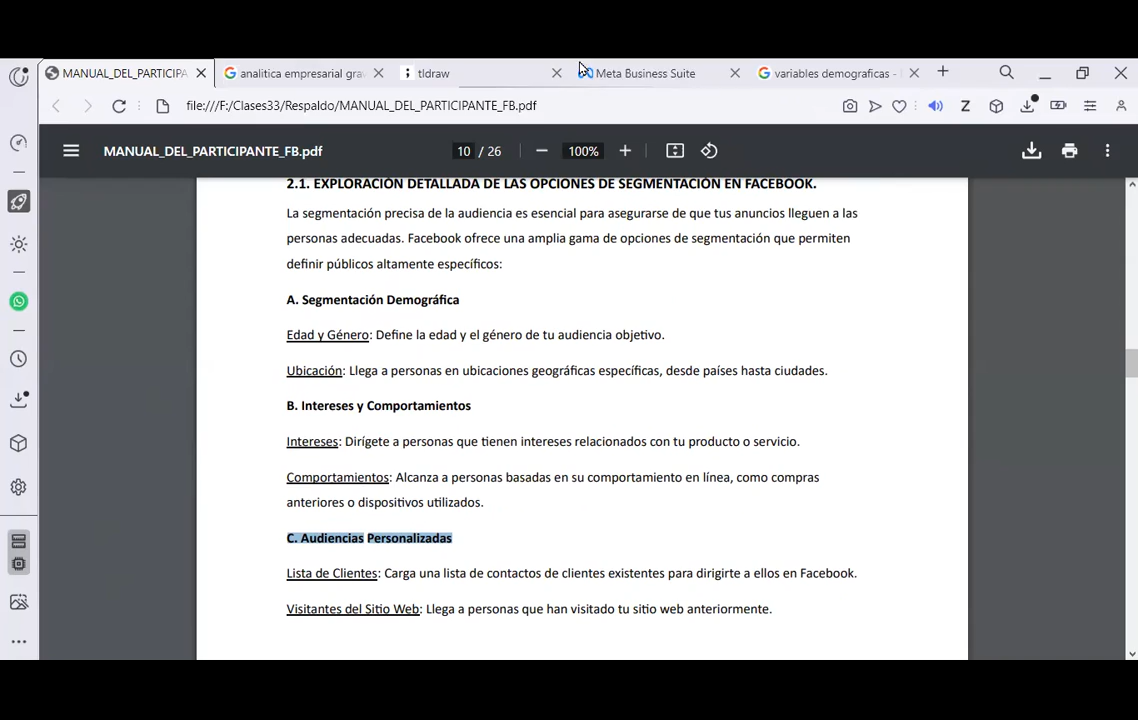 MANUAL_DEL_PARTICIPA
analitica empresarial gra
tldraw
Meta Business Suite
variables demograficas -
file:///F:/Clases33/Respaldo/MANUAL_DEL_PARTICIPANTE_FB.pdf
MANUAL_DEL_PARTICIPANTE_FB.pdf
10 / 26
100%
2.1. EXPLORACIÓN DETALLADA DE LAS OPCIONES DE SEGMENTACIÓN EN FACEBOOK.
La segmentación precisa de la audiencia es esencial para asegurarse de que tus anuncios lleguen a las
personas adecuadas. Facebook ofrece una amplia gama de opciones de segmentación que permiten
definir públicos altamente específicos:
A. Segmentación Demográfica
Edad y Género: Define la edad y el género de tu audiencia objetivo.
Ubicación: Llega a personas en ubicaciones geográficas específicas, desde países hasta ciudades.
B. Intereses y Comportamientos
Intereses: Dirígete a personas que tienen intereses relacionados con tu producto o servicio.
Comportamientos: Alcanza a personas basadas en su comportamiento en línea, como compras
anteriores o dispositivos utilizados.
C. Audiencias Personalizadas
Lista de Clientes: Carga una lista de contactos de clientes existentes para dirigirte a ellos en Facebook.
Visitantes del Sitio Web: Llega a personas que han visitado tu sitio web anteriormente.